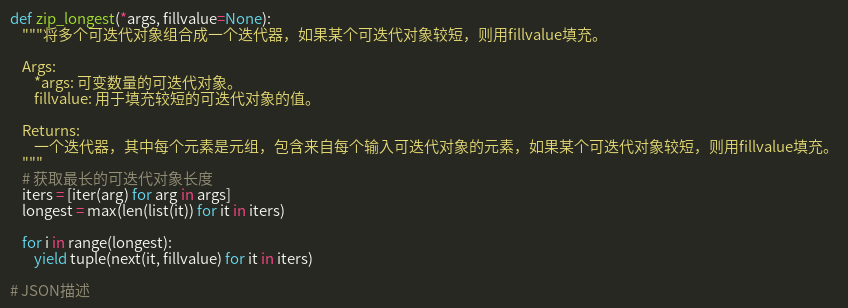 def zip_longest(*args, fillvalue=None):
"""将多个可迭代对象组合成一个迭代器，如果某个可迭代对象较短，则用fillvalue填充。
Args:
*args: 可变数量的可迭代对象。
fillvalue: 用于填充较短的可迭代对象的值。
Returns:
一个迭代器，其中每个元素是元组，包含来自每个输入可迭代对象的元素，如果某个可迭代对象较短，则用fillvalue填充。
"""
# 获取最长的可迭代对象长度
iters = [iter(arg) for arg in args]
longest = max(len(list(it)) for it in iters)
for i in range(longest):
yield tuple(next(it, fillvalue) for it in iters)
# JSON描述